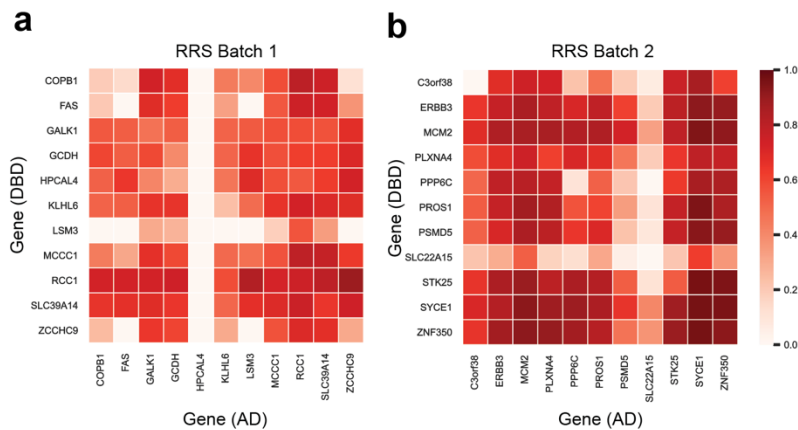 a
RRS Batch 1
Gene (DBD)
COPB1
FAS
GALK1
GCDH
HPCAL4
KLHL6
LSM3
MCCC1
RCC1
SLC39A14
ZCCHC9
COPB1
FAS
GALK1
GCDH
HPCAL4
KLHL6
LSM3
MCCC1
RCC1
SLC39A14
ZCCHC9
Gene (AD)
b
RRS Batch 2
Gene (DBD)
C3orf38
ERBB3
MCM2
PLXNA4
PPP6C
PROS1
PSMD5
SLC22A15
STK25
SYCE1
ZNF350
C3orf38
ERBB3
MCM2
PLXNA4
PPP6C
PROS1
PSMD5
SLC22A15
STK25
SYCE1
ZNF350
Gene (AD)
1.0
0.8
0.6
0.4
0.2
0.0